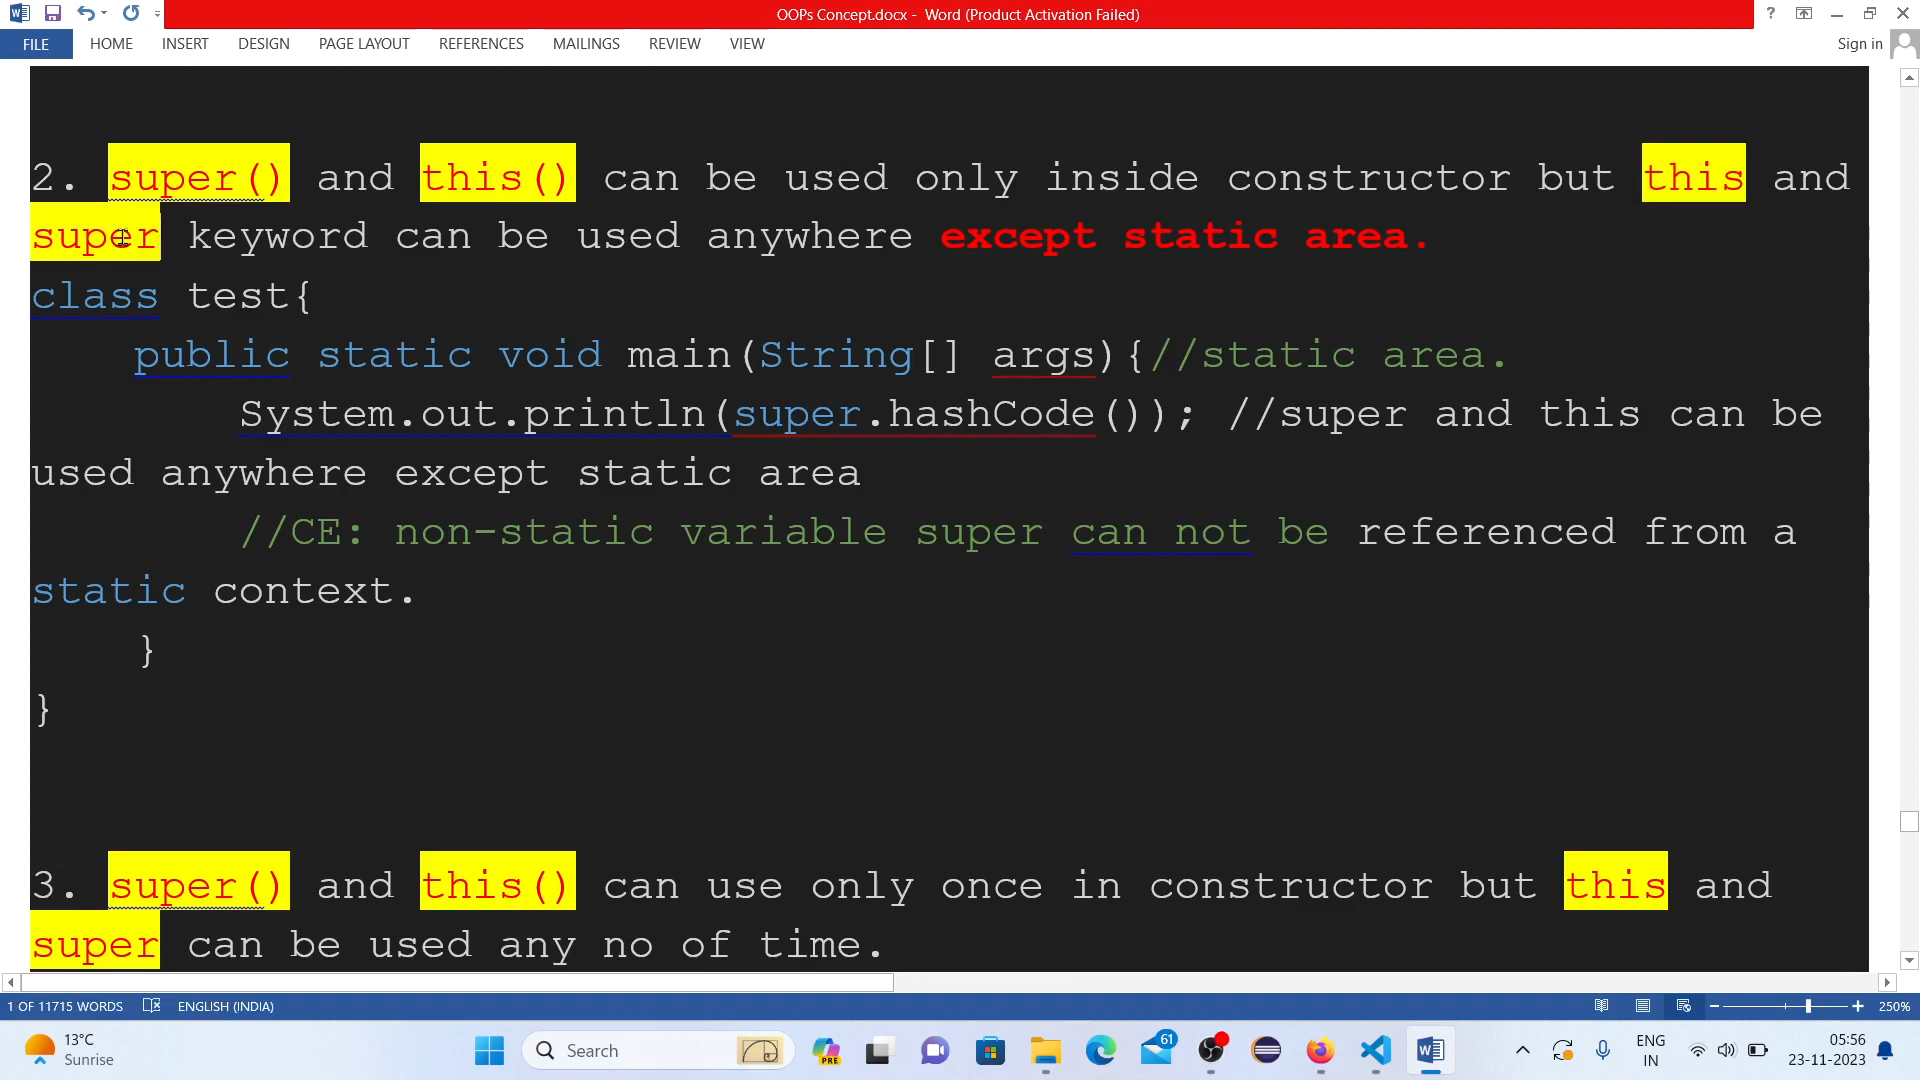 OOPs Concept.docx - Word (Product Activation Failed)
?
FILE HOME INSERT DESIGN PAGE LAYOUT REFERENCES MAILINGS REVIEW VIEW Sign in
2. super() and this() can be used only inside constructor but this and
super keyword can be used anywhere except static area.
class test{
public static void main(String[] args){//static area.
System.out.println(super.hashCode()); //super and this can be
used anywhere except static area
//CE: non-static variable super can not be referenced from a
static context.
}
}
3. super() and this() can use only once in constructor but this and
super can be used any no of time.
1 OF 11715 WORDS ENGLISH (INDIA) 250%
13°C
Sunrise
Search
PRE
61
ENG
IN
05:56
23-11-2023